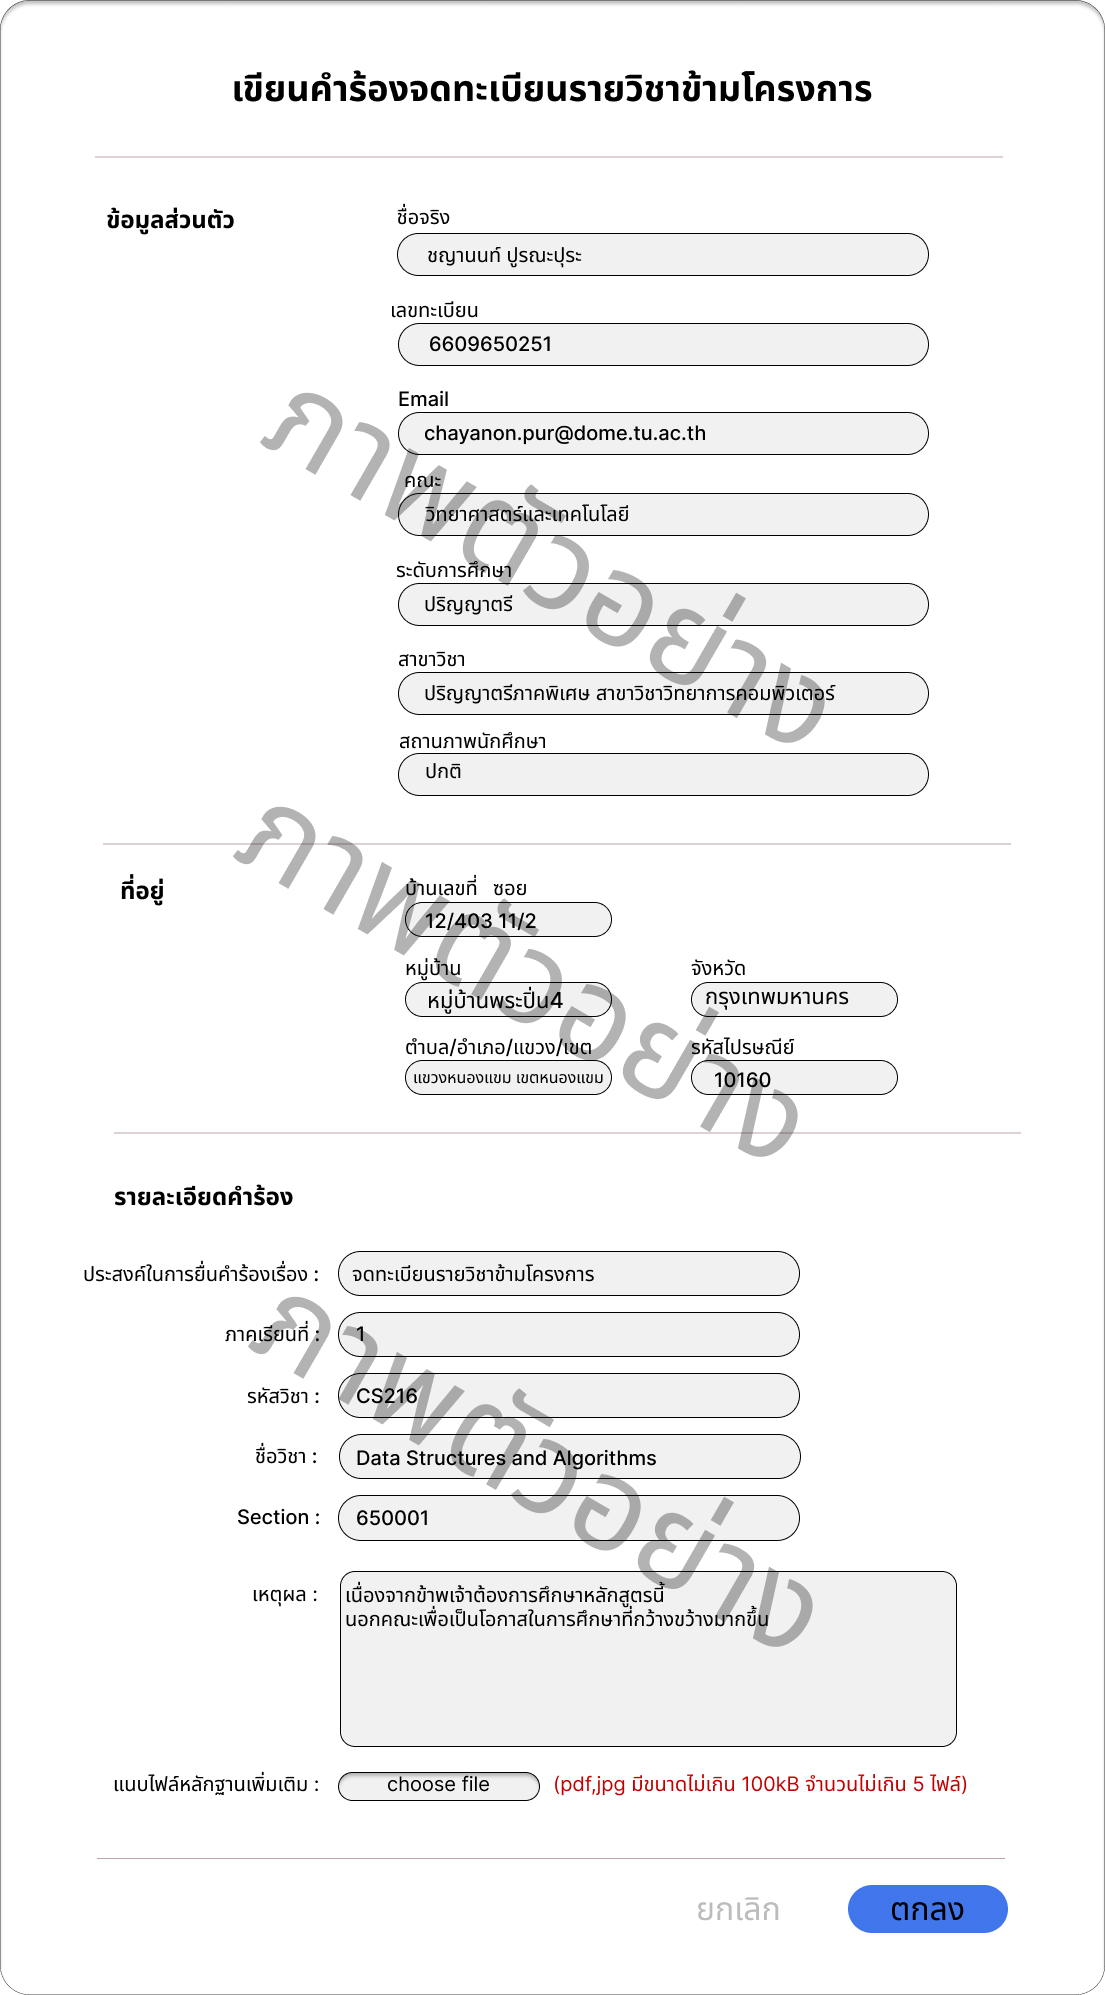 เขียนคำร้องจดทะเบียนรายวิชาข้ามโครงการ
ข้อมูลส่วนตัว
ชื่อจริง
ชญานนท์ ปูรณะปุระ
เลขทะเบียน
6609650251
Email
chayanon.pur@dome.tu.ac.th
คณะ
วิทยาศาสตร์และเทคโนโลยี
ระดับการศึกษา
ปริญญาตรี
สาขาวิชา
ปริญญาตรีภาคพิเศษ สาขาวิชาวิทยาการคอมพิวเตอร์
สถานภาพนักศึกษา
ปกติ
ภาพตัวอย่าง
ที่อยู่
บ้านเลขที่ ซอย
12/403 11/2
หมู่บ้าน
หมู่บ้านพระปิ่น4
จังหวัด
กรุงเทพมหานคร
ตำบล/อำเภอ/แขวง/เขต
แขวงหนองแขม เขตหนองแขม
รหัสไปรษณีย์
10160
ภาพตัวอย่าง
รายละเอียดคำร้อง
ประสงค์ในการยื่นคำร้องเรื่อง : จดทะเบียนรายวิชาข้ามโครงการ
ภาคเรียนที่ : 1
รหัสวิชา : CS216
ชื่อวิชา : Data Structures and Algorithms
Section : 650001
เหตุผล : เนื่องจากข้าพเจ้าต้องการศึกษาหลักสูตรนี้
นอกคณะเพื่อเป็นโอกาสในการศึกษาที่กว้างขว้างมากขึ้น
ภาพตัวอย่าง
แนบไฟล์หลักฐานเพิ่มเติม : choose file (pdf,jpg มีขนาดไม่เกิน 100kB จำนวนไม่เกิน 5 ไฟล์)
ยกเลิก ตกลง